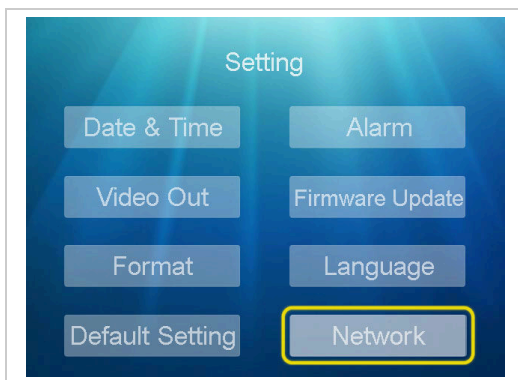 Setting
Date & Time
Alarm
Video Out
Firmware Update
Format
Language
Default Setting
Network